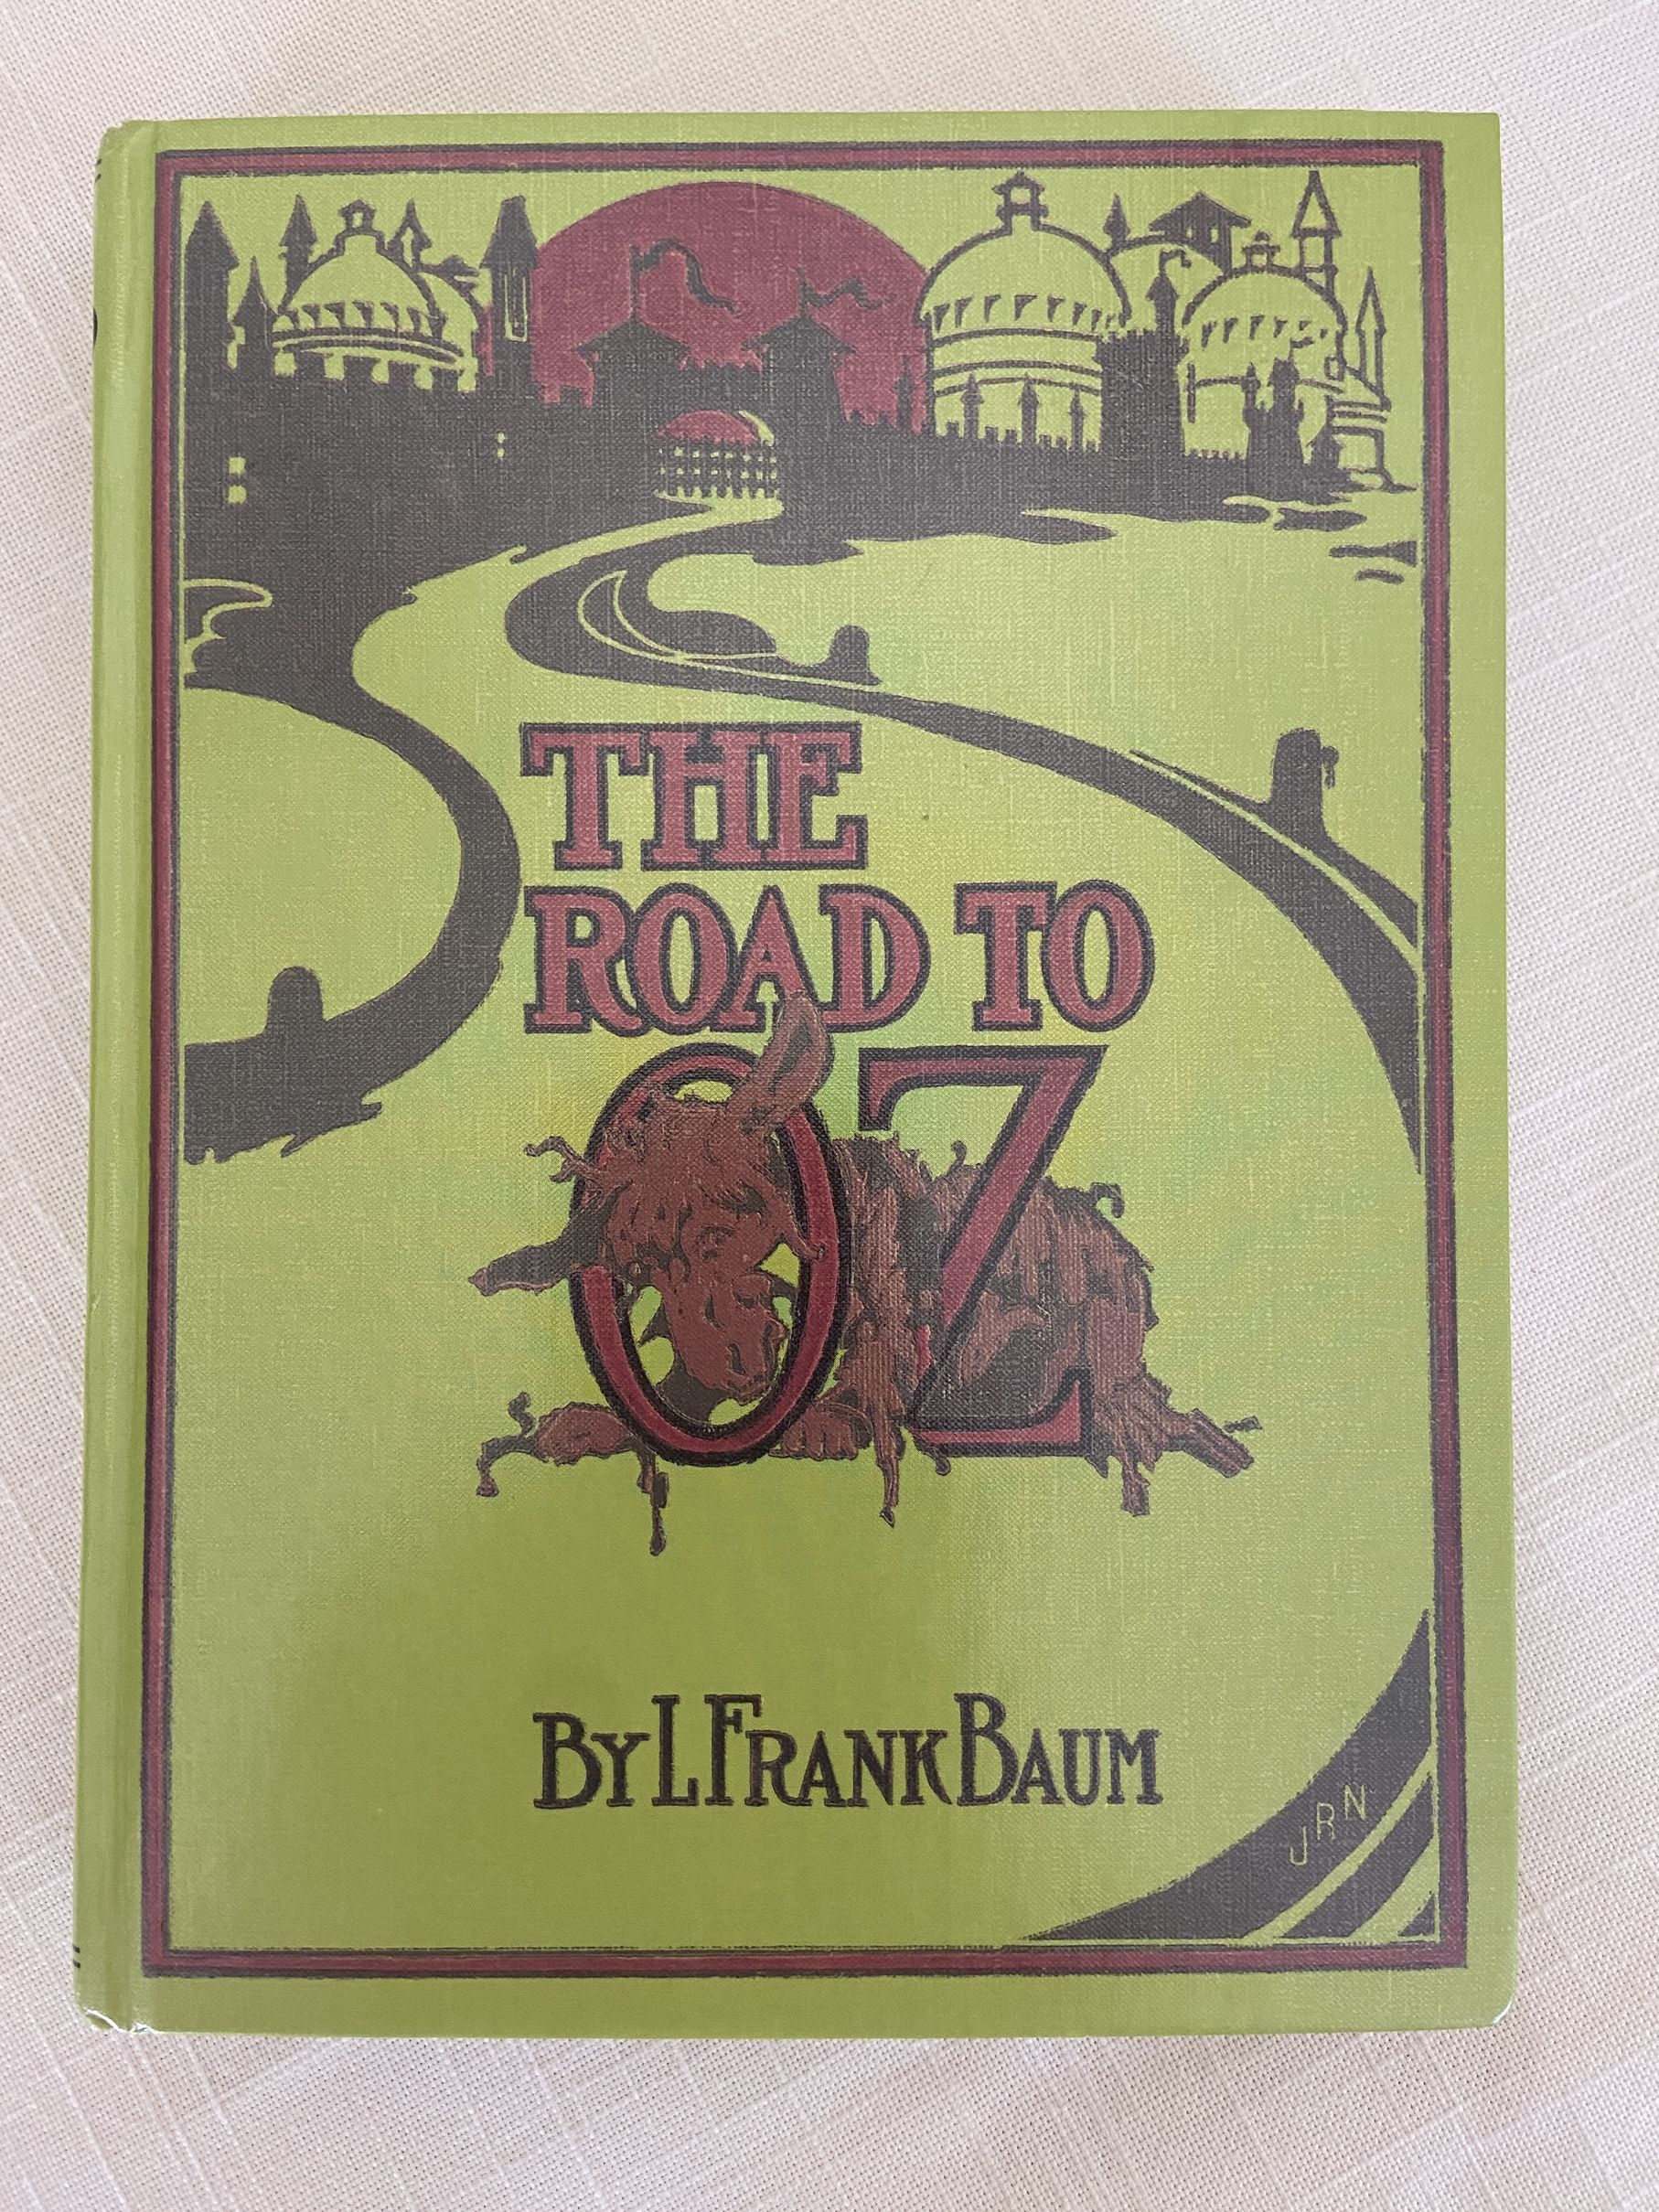 THE
ROAD TO
OZ
BY L FRANK BAUM
JRN